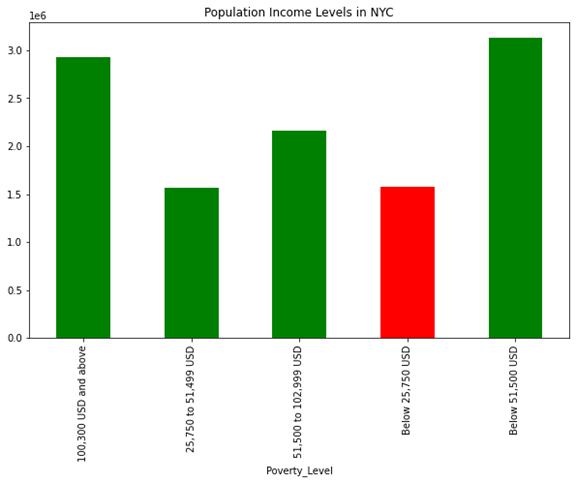 Population Income Levels in NYC
1e6
3.0
2.5
2.0
1.5
1.0
0.5
0.0
100,300 USD and above
25,750 to 51,499 USD
51,500 to 102,999 USD
Below 25,750 USD
Below 51,500 USD
Poverty_Level